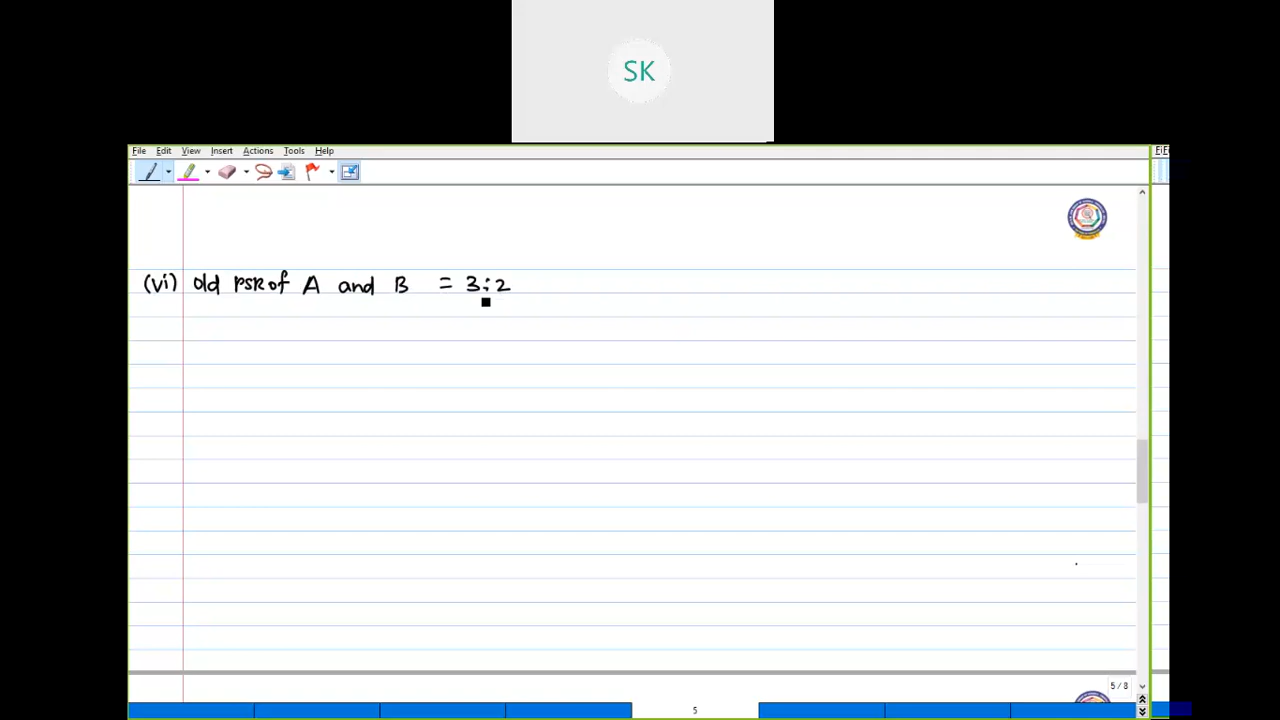 SK
File Edit View Insert Actions Tools Help
(vi) old PSR of A and B = 3:2
5 / 8
5